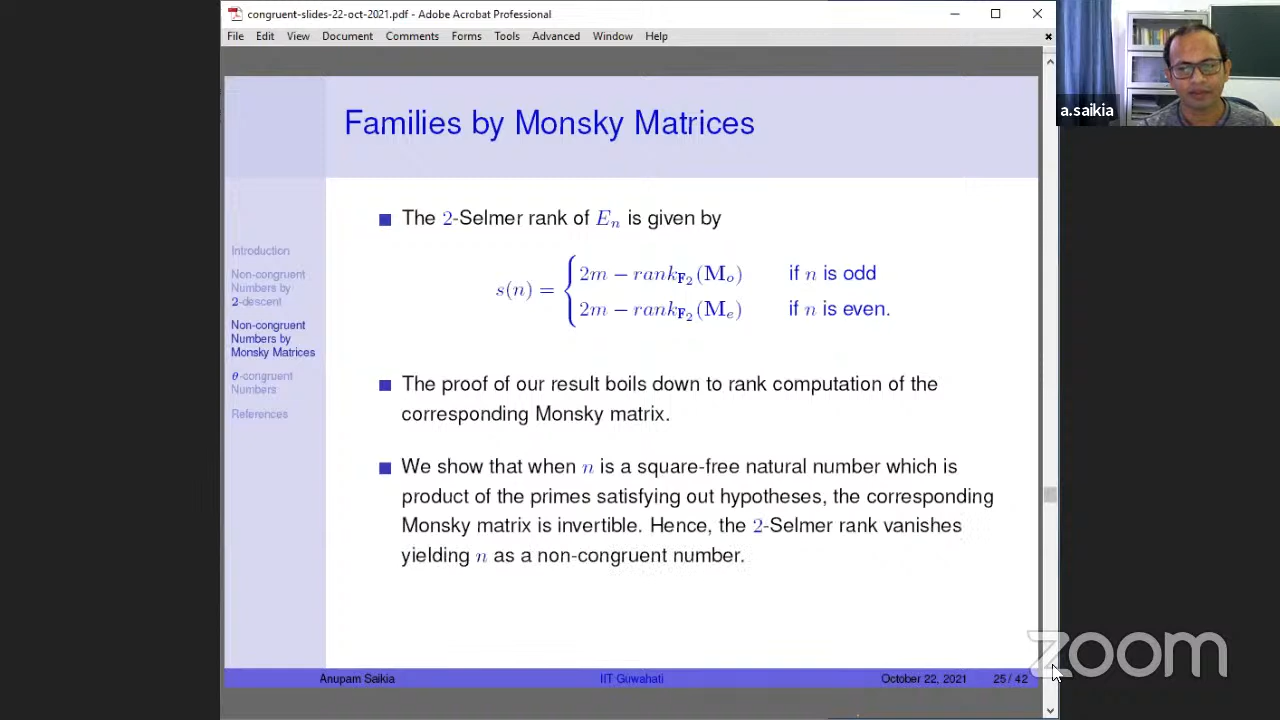 congruent-slides-22-oct-2021.pdf - Adobe Acrobat Professional
File Edit View Document Comments Forms Tools Advanced Window Help
a.saikia
Families by Monsky Matrices
Introduction
Non-congruent
Numbers by
2-descent
Non-congruent
Numbers by
Monsky Matrices
θ-congruent
Numbers
References
The 2-Selmer rank of Eₙ is given by
s(n) = { 2m − rank_F₂(Mₒ) if n is odd
2m − rank_F₂(Mₑ) if n is even.
The proof of our result boils down to rank computation of the
corresponding Monsky matrix.
We show that when n is a square-free natural number which is
product of the primes satisfying out hypotheses, the corresponding
Monsky matrix is invertible. Hence, the 2-Selmer rank vanishes
yielding n as a non-congruent number.
Anupam Saikia IIT Guwahati October 22, 2021 25 / 42
zoom